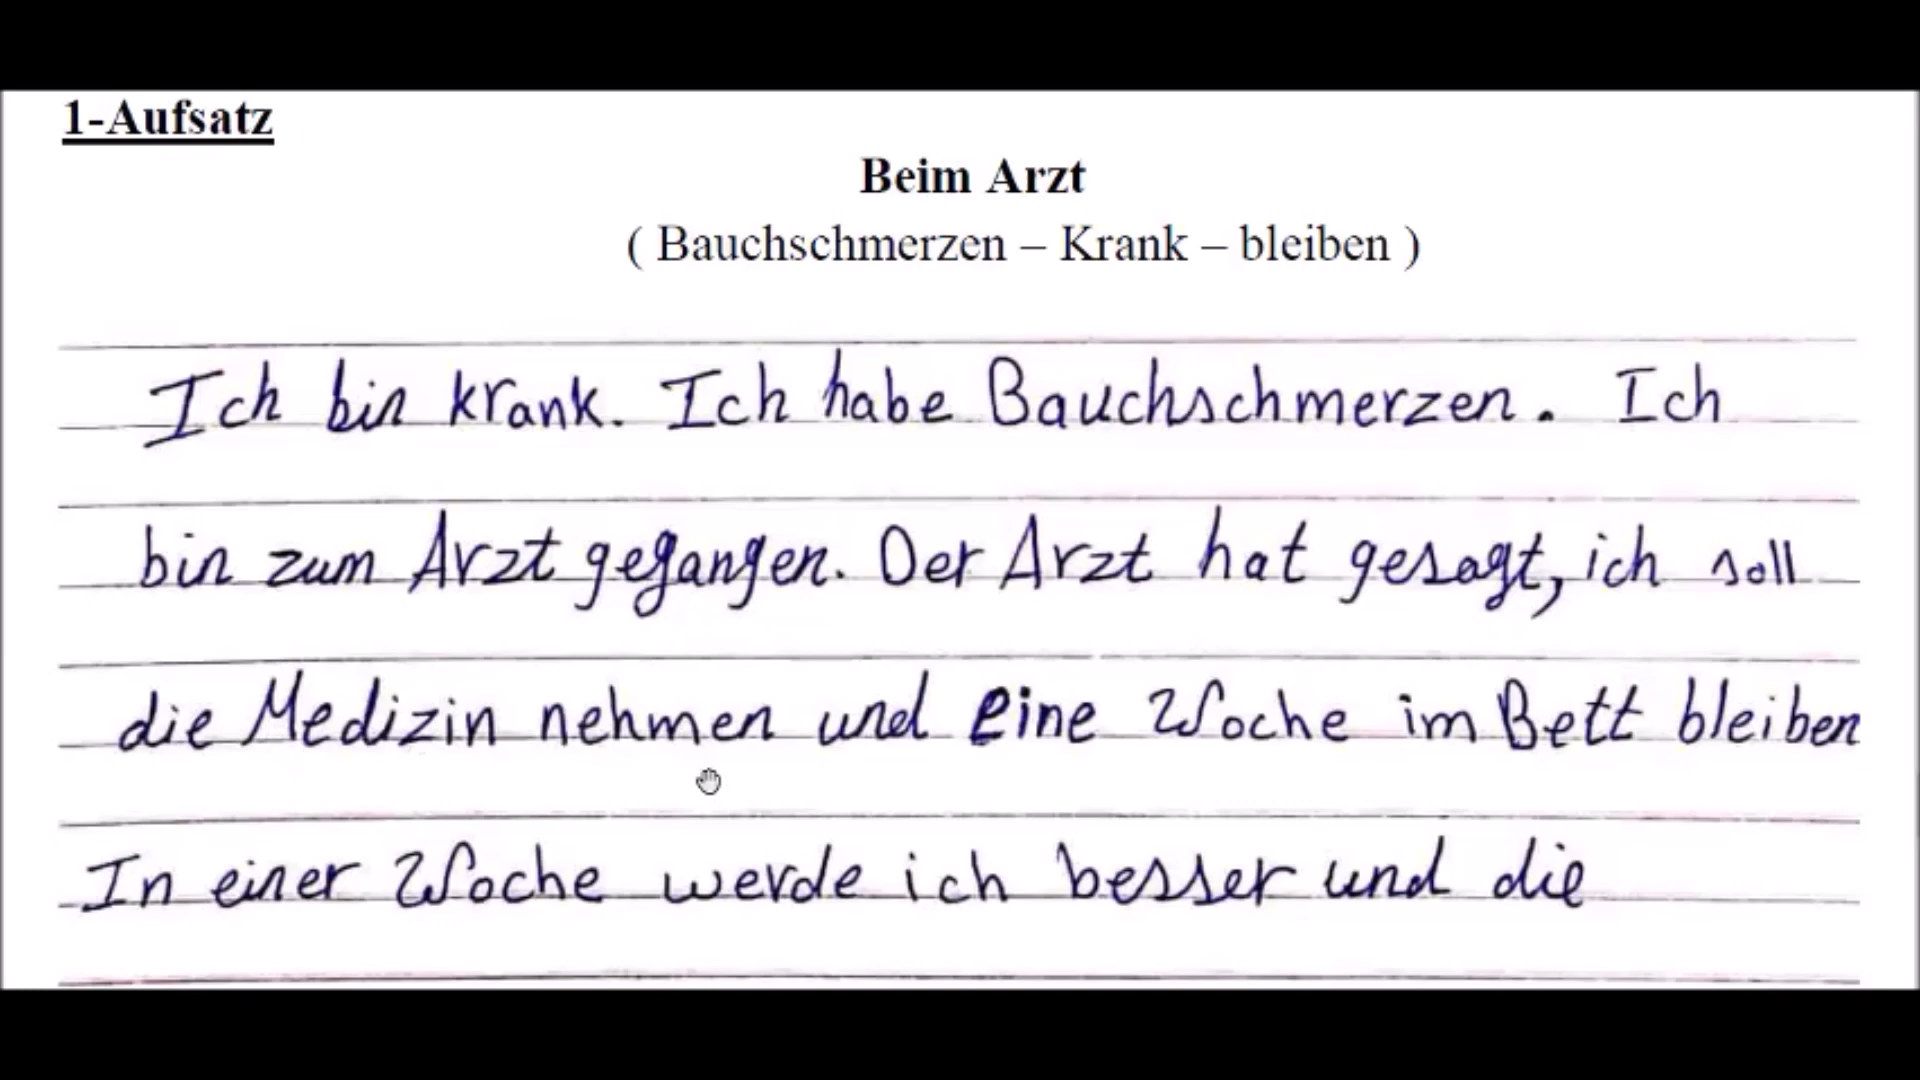 1-Aufsatz
Beim Arzt
( Bauchschmerzen – Krank – bleiben )
Ich bin krank. Ich habe Bauchschmerzen. Ich
bin zum Arzt gegangen. Der Arzt hat gesagt, ich soll
die Medizin nehmen und eine Woche im Bett bleiben
In einer Woche werde ich besser und die